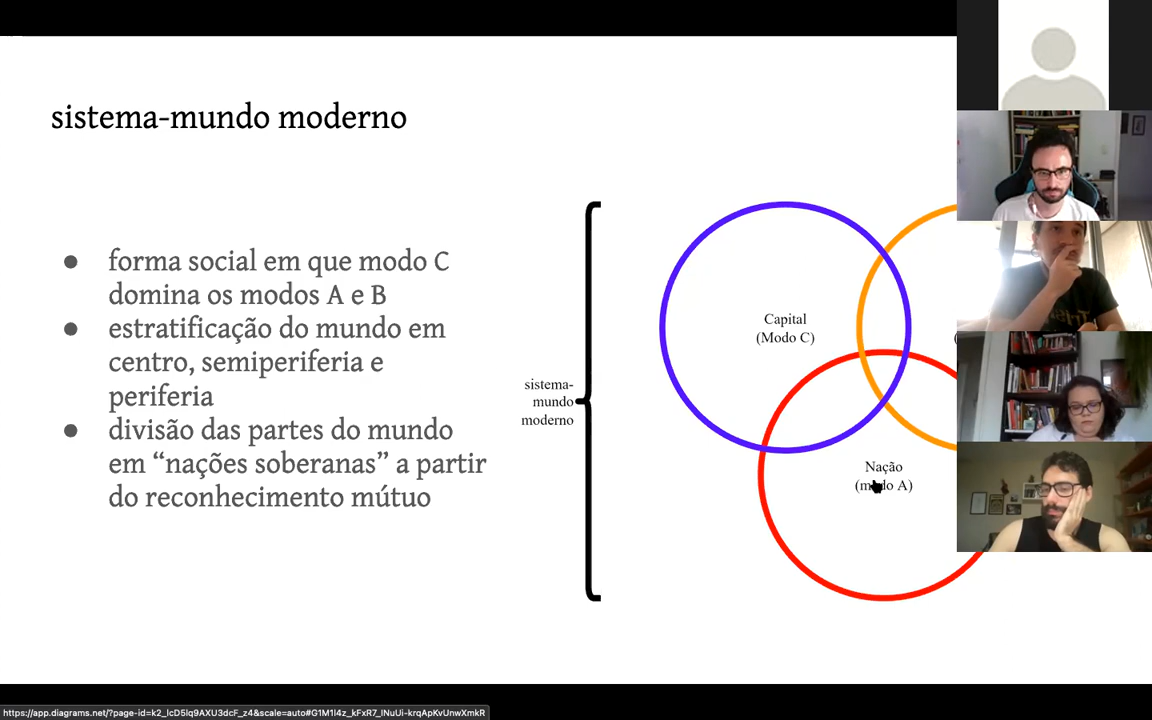 sistema-mundo moderno
● forma social em que modo C
domina os modos A e B
● estratificação do mundo em
centro, semiperiferia e
periferia
● divisão das partes do mundo
em “nações soberanas” a partir
do reconhecimento mútuo
sistema-
mundo
moderno
Capital
(Modo C)
(
Nação
(modo A)
https://app.diagrams.net/?page-id=k2_lcD5lq9AXU3dcF_z4&scale=auto#G1M1l4z_kFxR7_lNuUi-krqApKvUnwXmkR